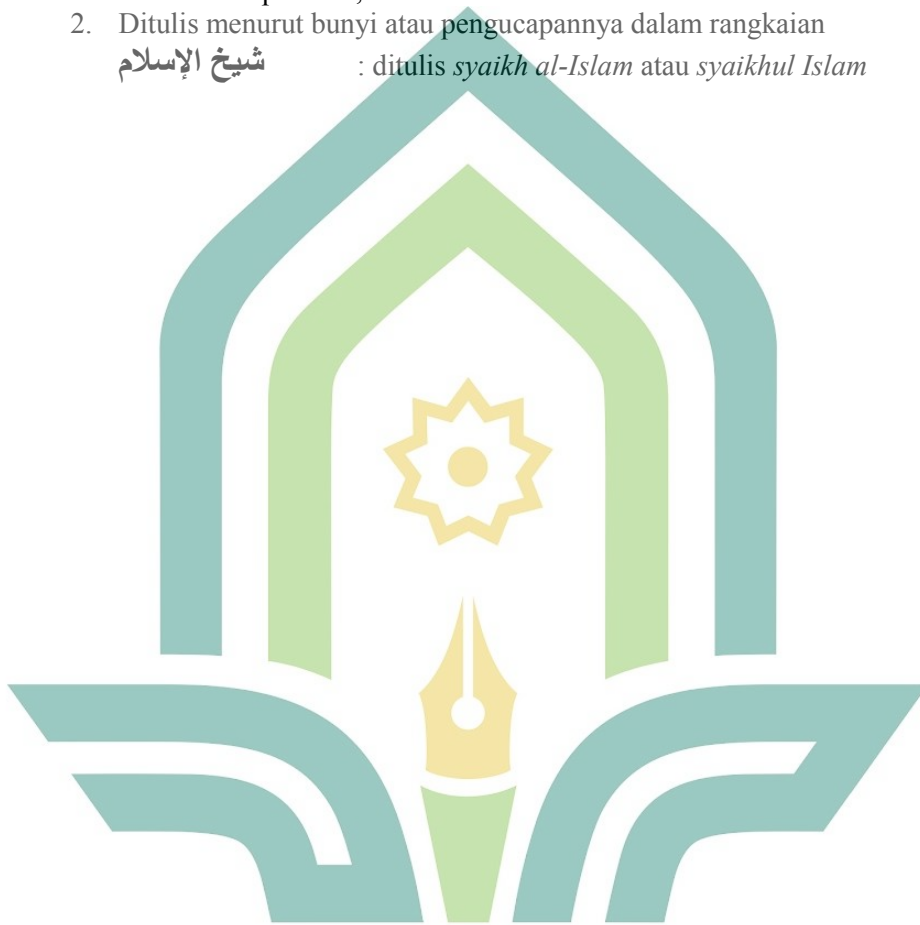 2. Ditulis menurut bunyi atau pengucapannya dalam rangkaian
شيخ الإسلام : ditulis syaikh al-Islam atau syaikhul Islam